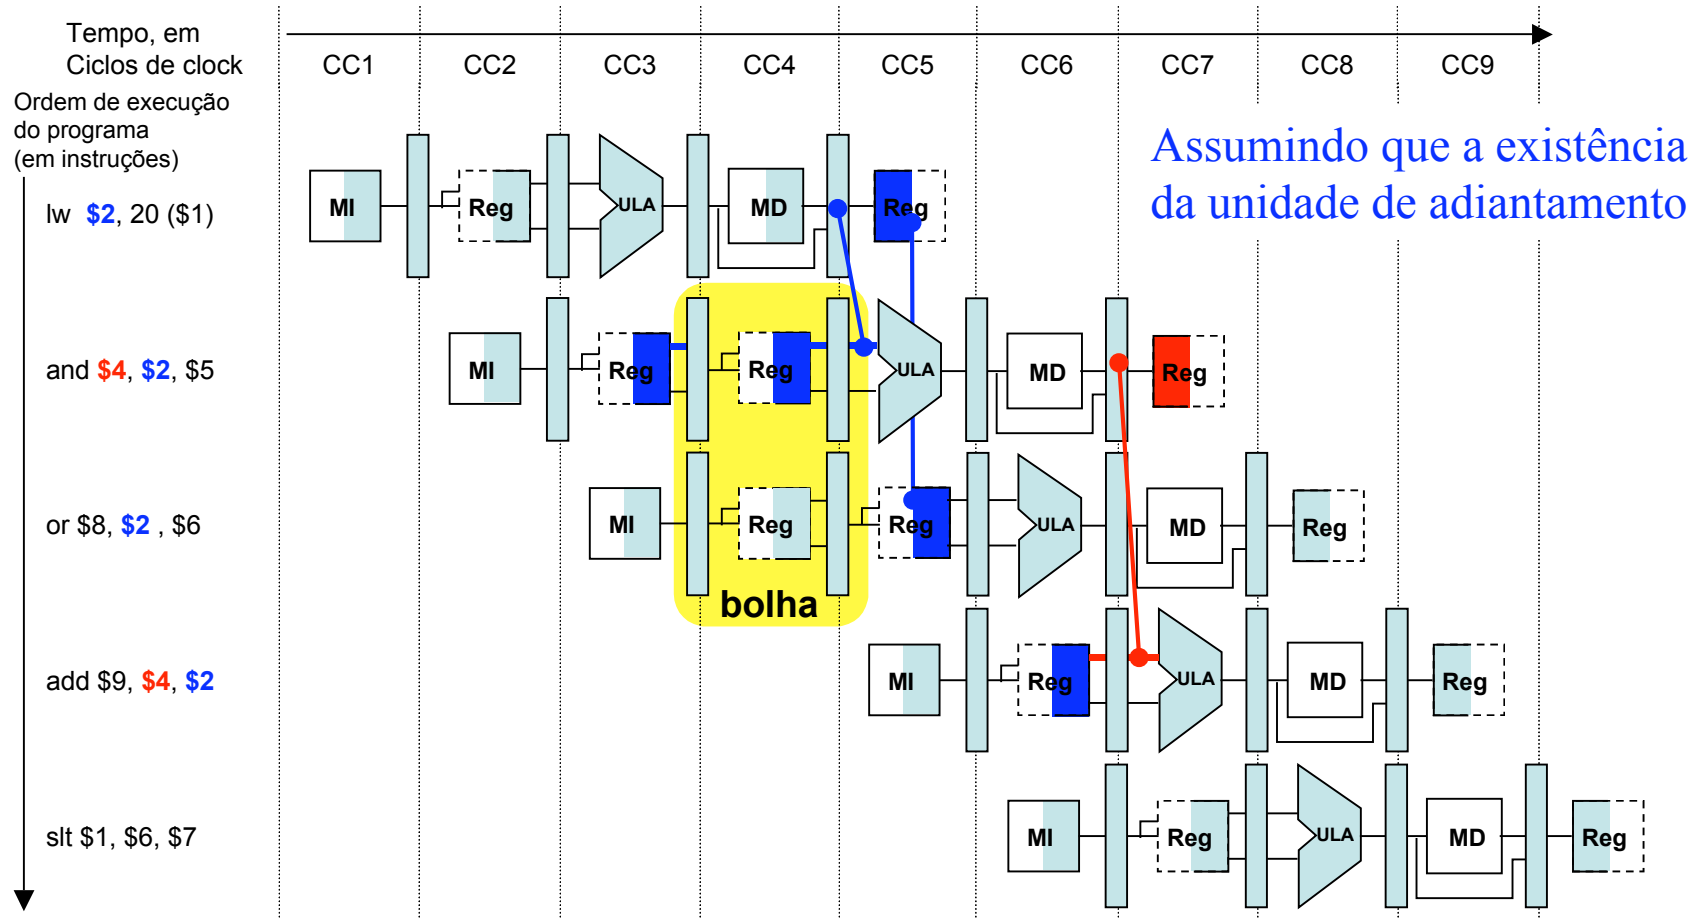 Tempo, em
Ciclos de clock
CC1 CC2 CC3 CC4 CC5 CC6 CC7 CC8 CC9
Ordem de execução
do programa
(em instruções)
Assumindo que a existência
da unidade de adiantamento
lw $2, 20 ($1)
MI Reg ULA MD Reg
and $4, $2, $5
MI Reg Reg ULA MD Reg
or $8, $2 , $6
MI Reg Reg ULA MD Reg
bolha
add $9, $4, $2
MI Reg ULA MD Reg
slt $1, $6, $7
MI Reg ULA MD Reg